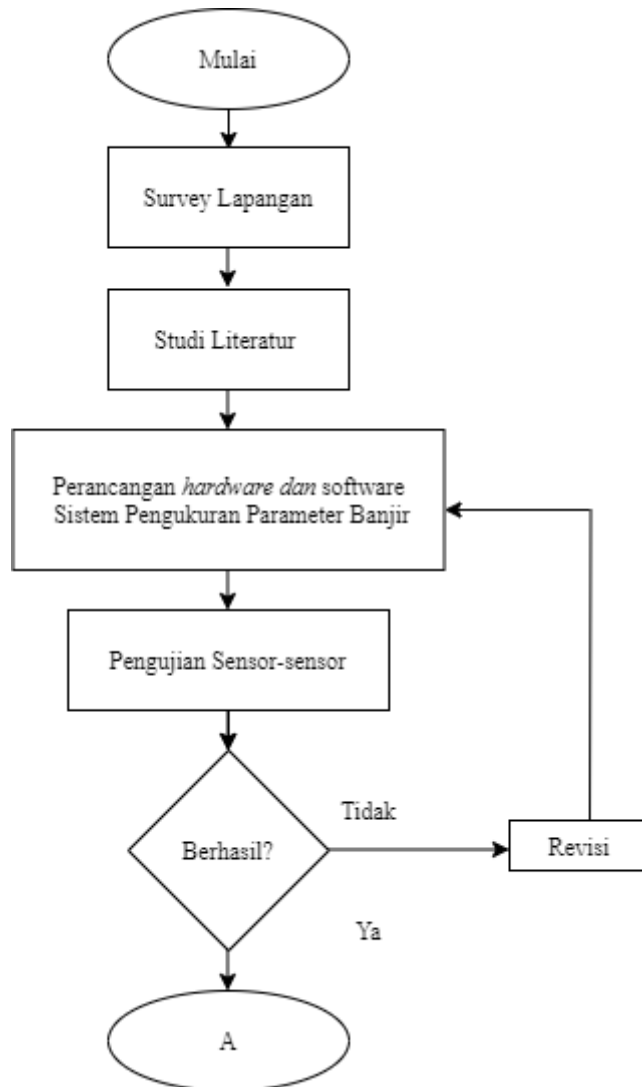 Mulai
Survey Lapangan
Studi Literatur
Perancangan hardware dan software
Sistem Pengukuran Parameter Banjir
Pengujian Sensor-sensor
Tidak
Berhasil?
Revisi
Ya
A